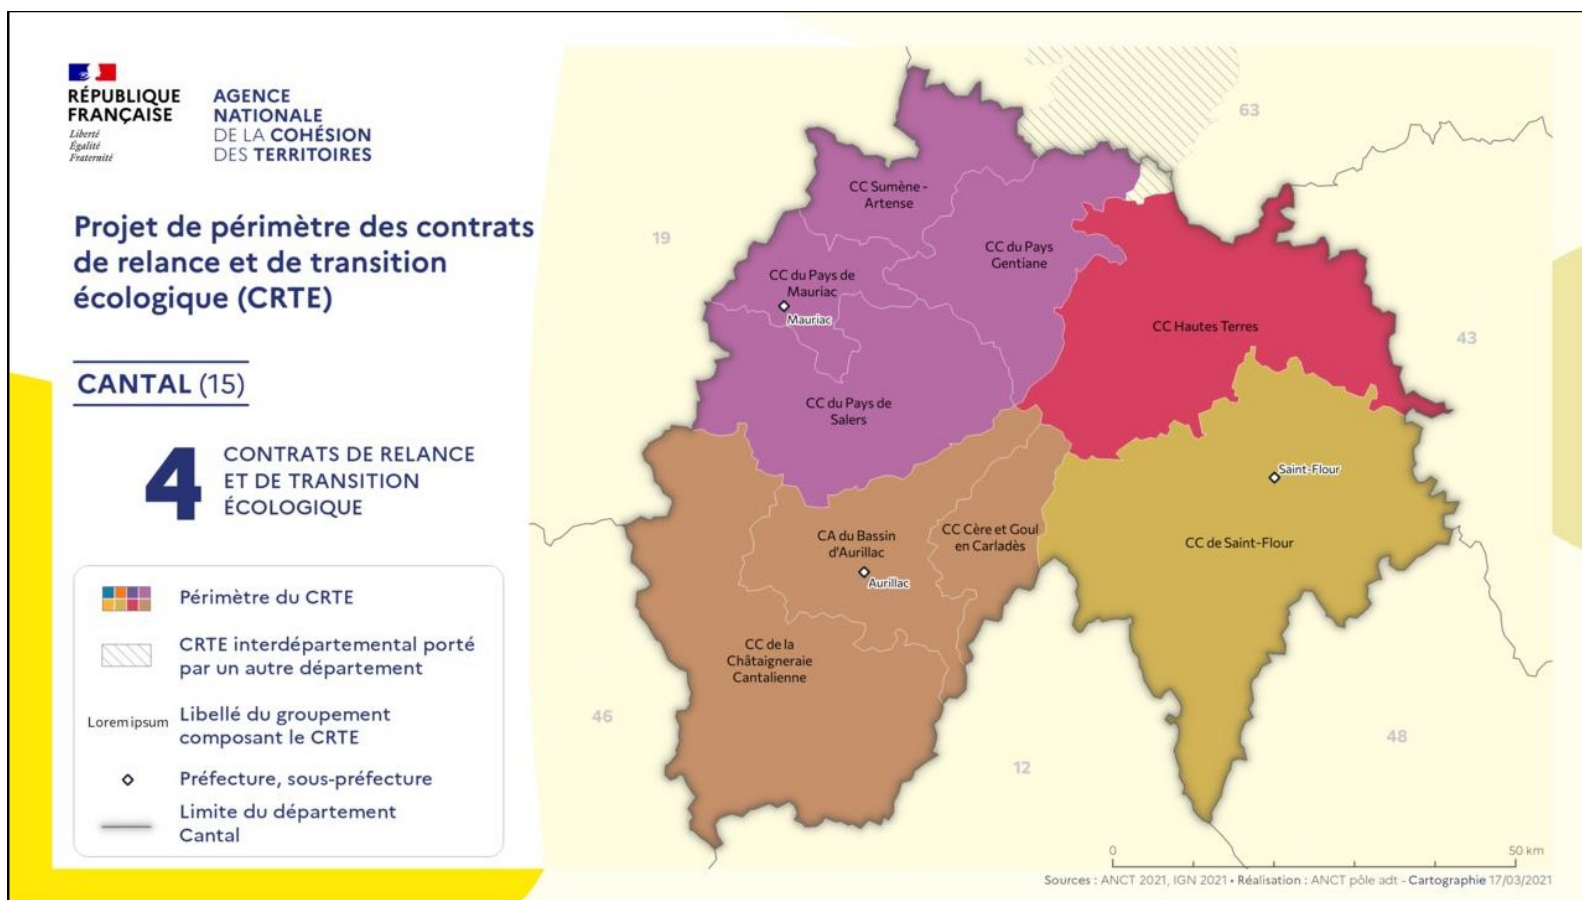 RÉPUBLIQUE
FRANÇAISE
Liberté
Égalité
Fraternité
AGENCE
NATIONALE
DE LA COHÉSION
DES TERRITOIRES
Projet de périmètre des contrats
de relance et de transition
écologique (CRTE)
CANTAL (15)
4
CONTRATS DE RELANCE
ET DE TRANSITION
ÉCOLOGIQUE
Périmètre du CRTE
CRTE interdépartemental porté
par un autre département
Lorem ipsum
Libellé du groupement
composant le CRTE
Préfecture, sous-préfecture
Limite du département
Cantal
63
19
43
46
12
48
CC Sumène -
Artense
CC du Pays
Gentiane
CC du Pays de
Mauriac
Mauriac
CC Hautes Terres
CC du Pays de
Salers
Saint-Flour
CC de Saint-Flour
CA du Bassin
d'Aurillac
Aurillac
CC Cère et Goul
en Carladès
CC de la
Châtaigneraie
Cantalienne
0
50 km
Sources : ANCT 2021, IGN 2021 • Réalisation : ANCT pôle adt - Cartographie 17/03/2021